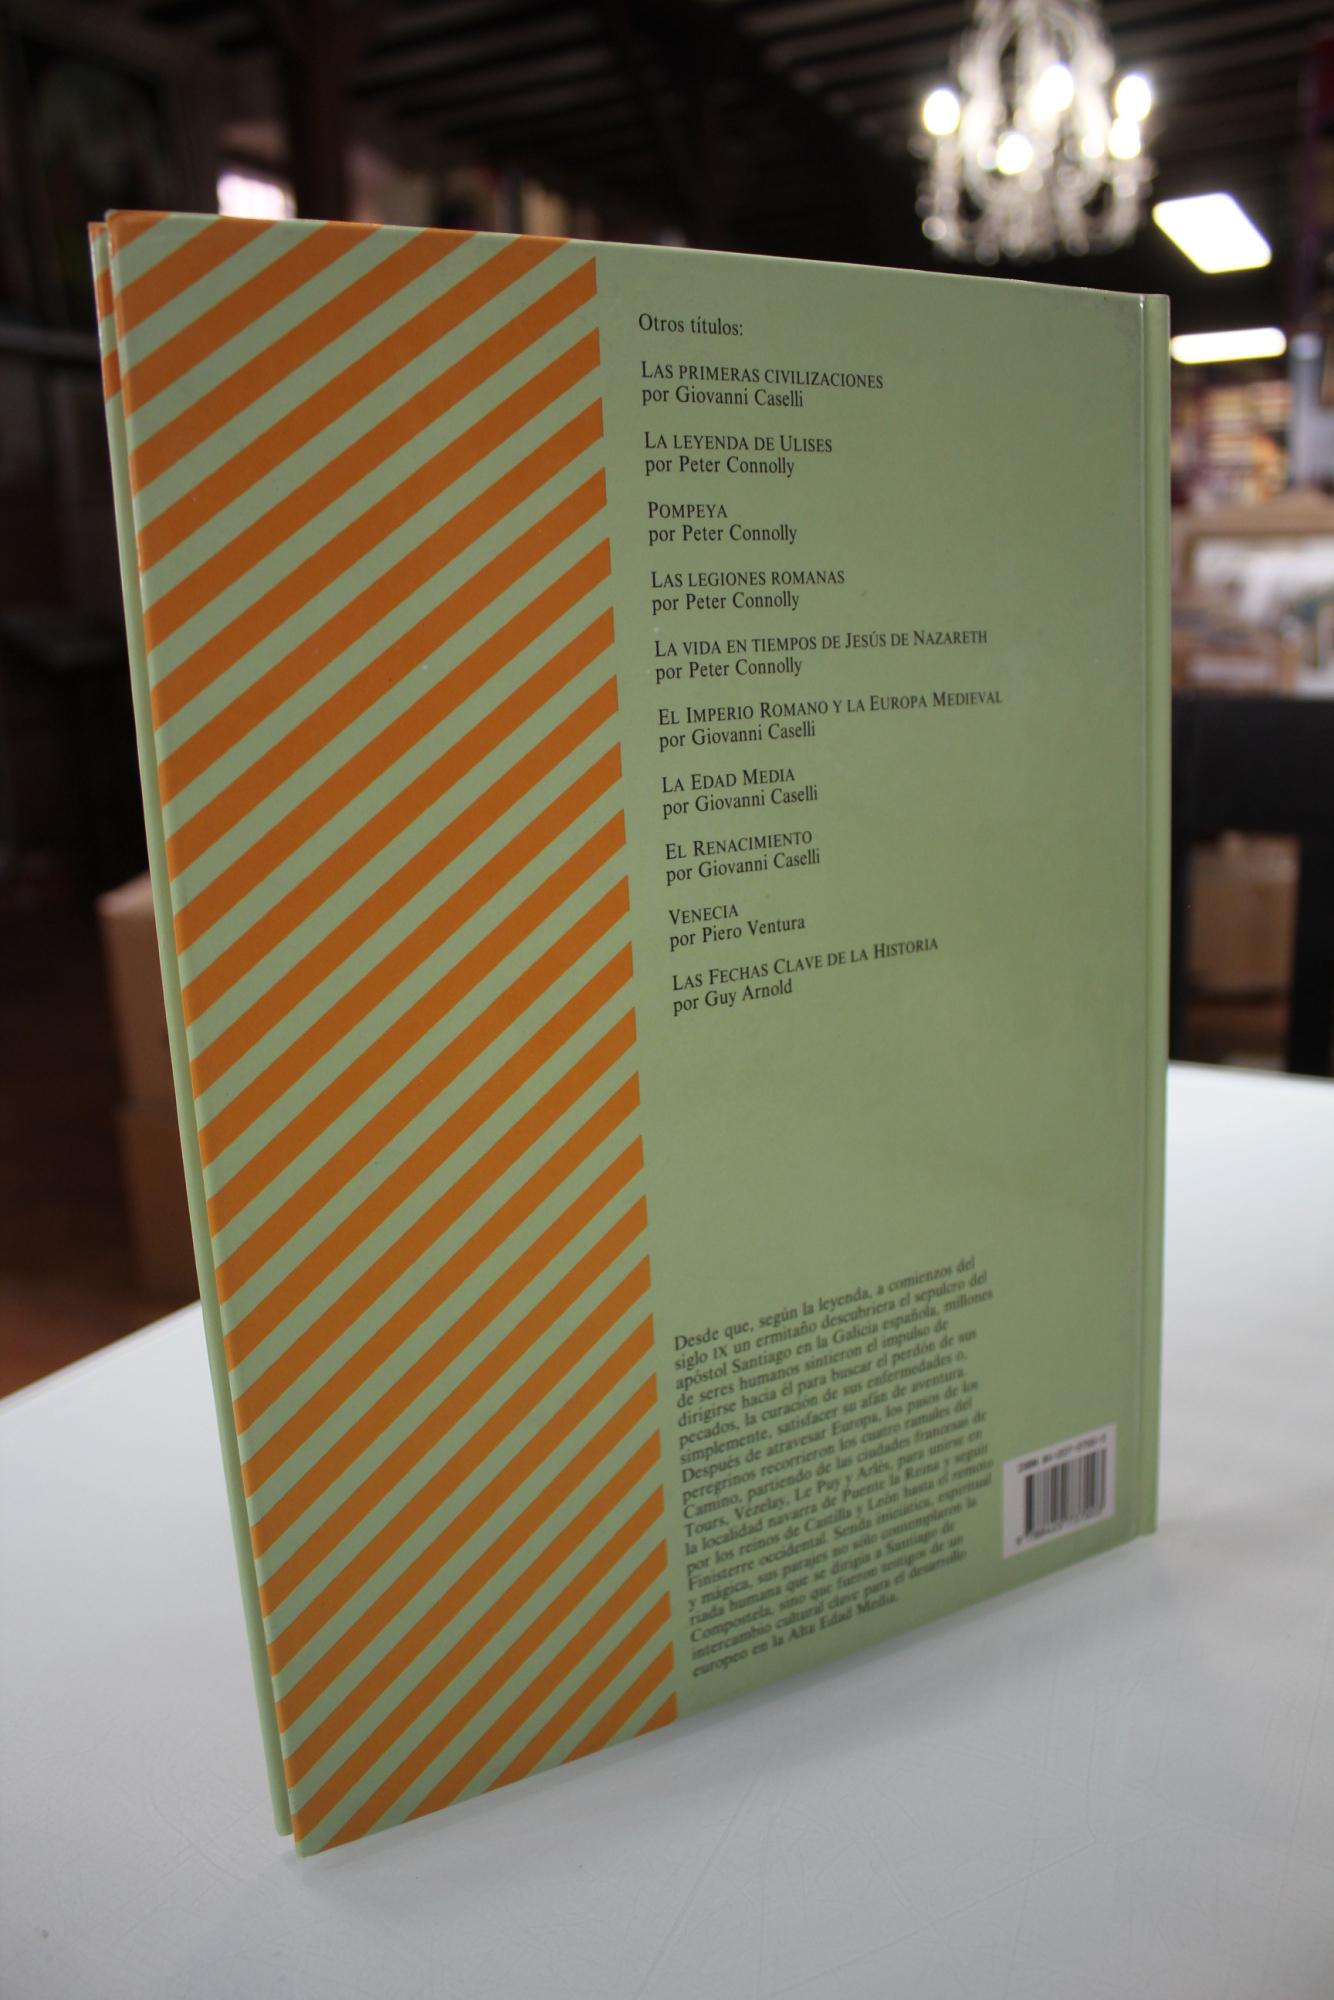 Otros títulos:
LAS PRIMERAS CIVILIZACIONES
por Giovanni Caselli
LA LEYENDA DE ULISES
por Peter Connolly
POMPEYA
por Peter Connolly
LAS LEGIONES ROMANAS
por Peter Connolly
LA VIDA EN TIEMPOS DE JESÚS DE NAZARETH
por Peter Connolly
EL IMPERIO ROMANO Y LA EUROPA MEDIEVAL
por Giovanni Caselli
LA EDAD MEDIA
por Giovanni Caselli
EL RENACIMIENTO
por Giovanni Caselli
VENECIA
por Piero Ventura
LAS FECHAS CLAVE DE LA HISTORIA
por Guy Arnold
Desde que, según la leyenda, a comienzos del
siglo IX un ermitaño descubriera el sepulcro del
apóstol Santiago en la Galicia española, millones
de seres humanos sintieron el impulso de
dirigirse hacia él para buscar el perdón de sus
pecados, la curación de sus enfermedades o,
simplemente, satisfacer su afán de aventura.
Después de atravesar Europa, los pasos de los
peregrinos recorrieron los cuatro ramales del
Camino, partiendo de las ciudades francesas de
Tours, Vézelay, Le Puy y Arlés, para unirse en
la localidad navarra de Puente la Reina y seguir
por los reinos de Castilla y León hasta el remoto
Finisterre occidental. Senda iniciática, espiritual
y mágica, sus parajes no sólo contemplaron la
riada humana que se dirigía a Santiago de
Compostela, sino que fueron testigos de un
intercambio cultural clave para el desarrollo
europeo en la Alta Edad Media.
ISBN